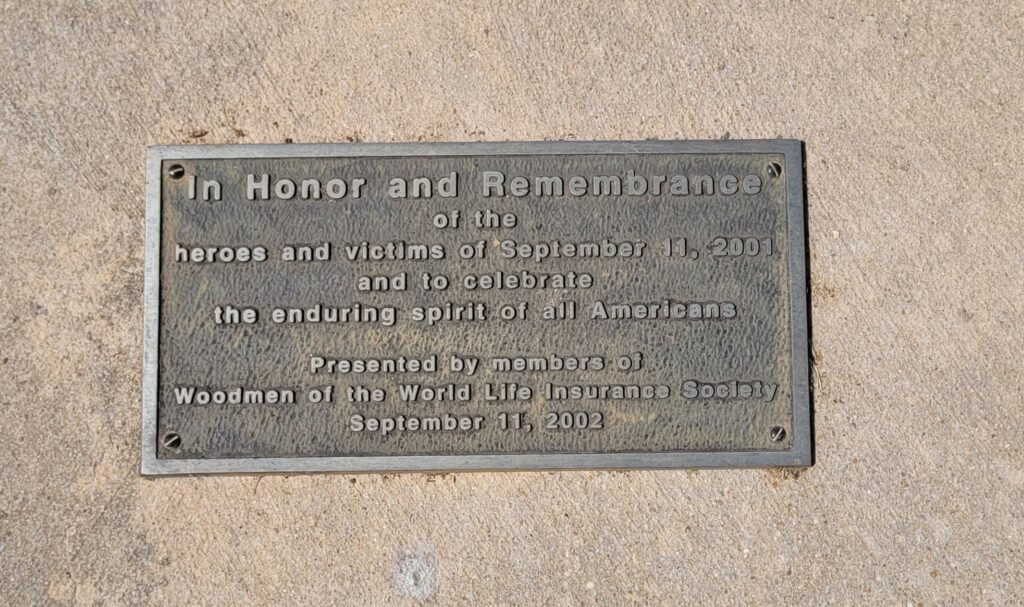 In Honor and Remembrance
of the
heroes and victims of September 11, 2001
and to celebrate
the enduring spirit of all Americans
Presented by members of
Woodmen of the World Life Insurance Society
September 11, 2002